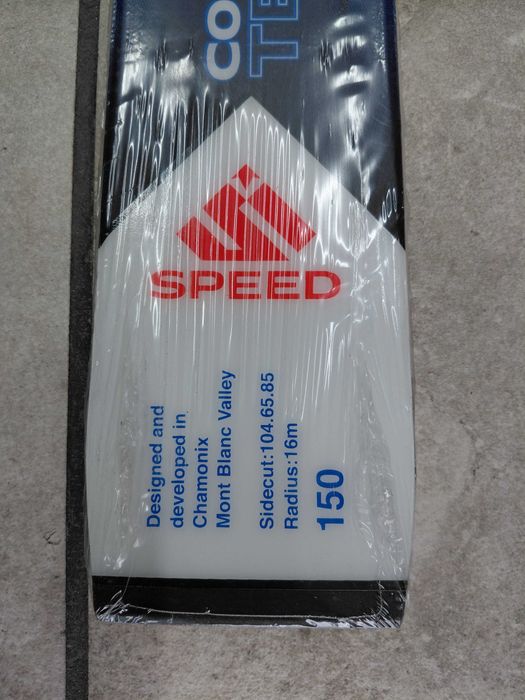 SPEED
Designed and
developed in
Chamonix
Mont Blanc Valley
Sidecut:104.65.85
Radius:16m
150